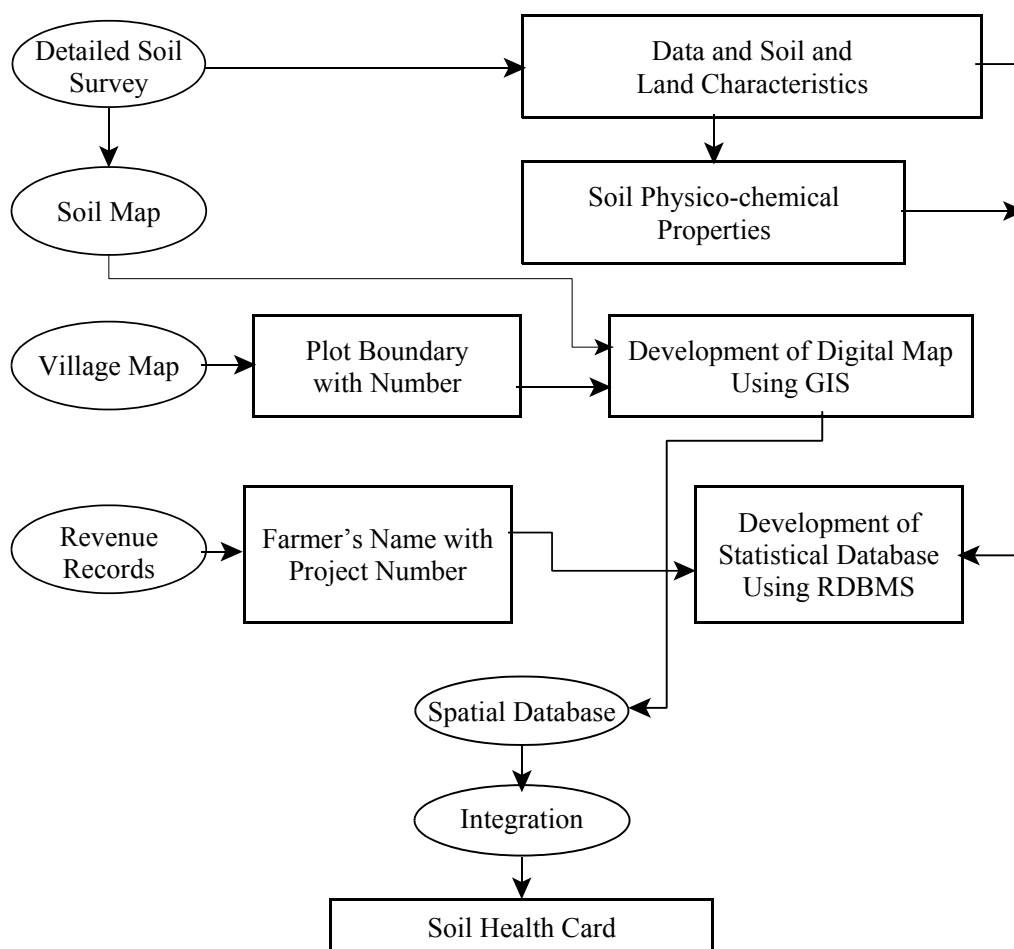 Detailed Soil
Survey
Data and Soil and
Land Characteristics
Soil Map
Soil Physico-chemical
Properties
Village Map
Plot Boundary
with Number
Development of Digital Map
Using GIS
Revenue
Records
Farmer’s Name with
Project Number
Development of
Statistical Database
Using RDBMS
Spatial Database
Integration
Soil Health Card